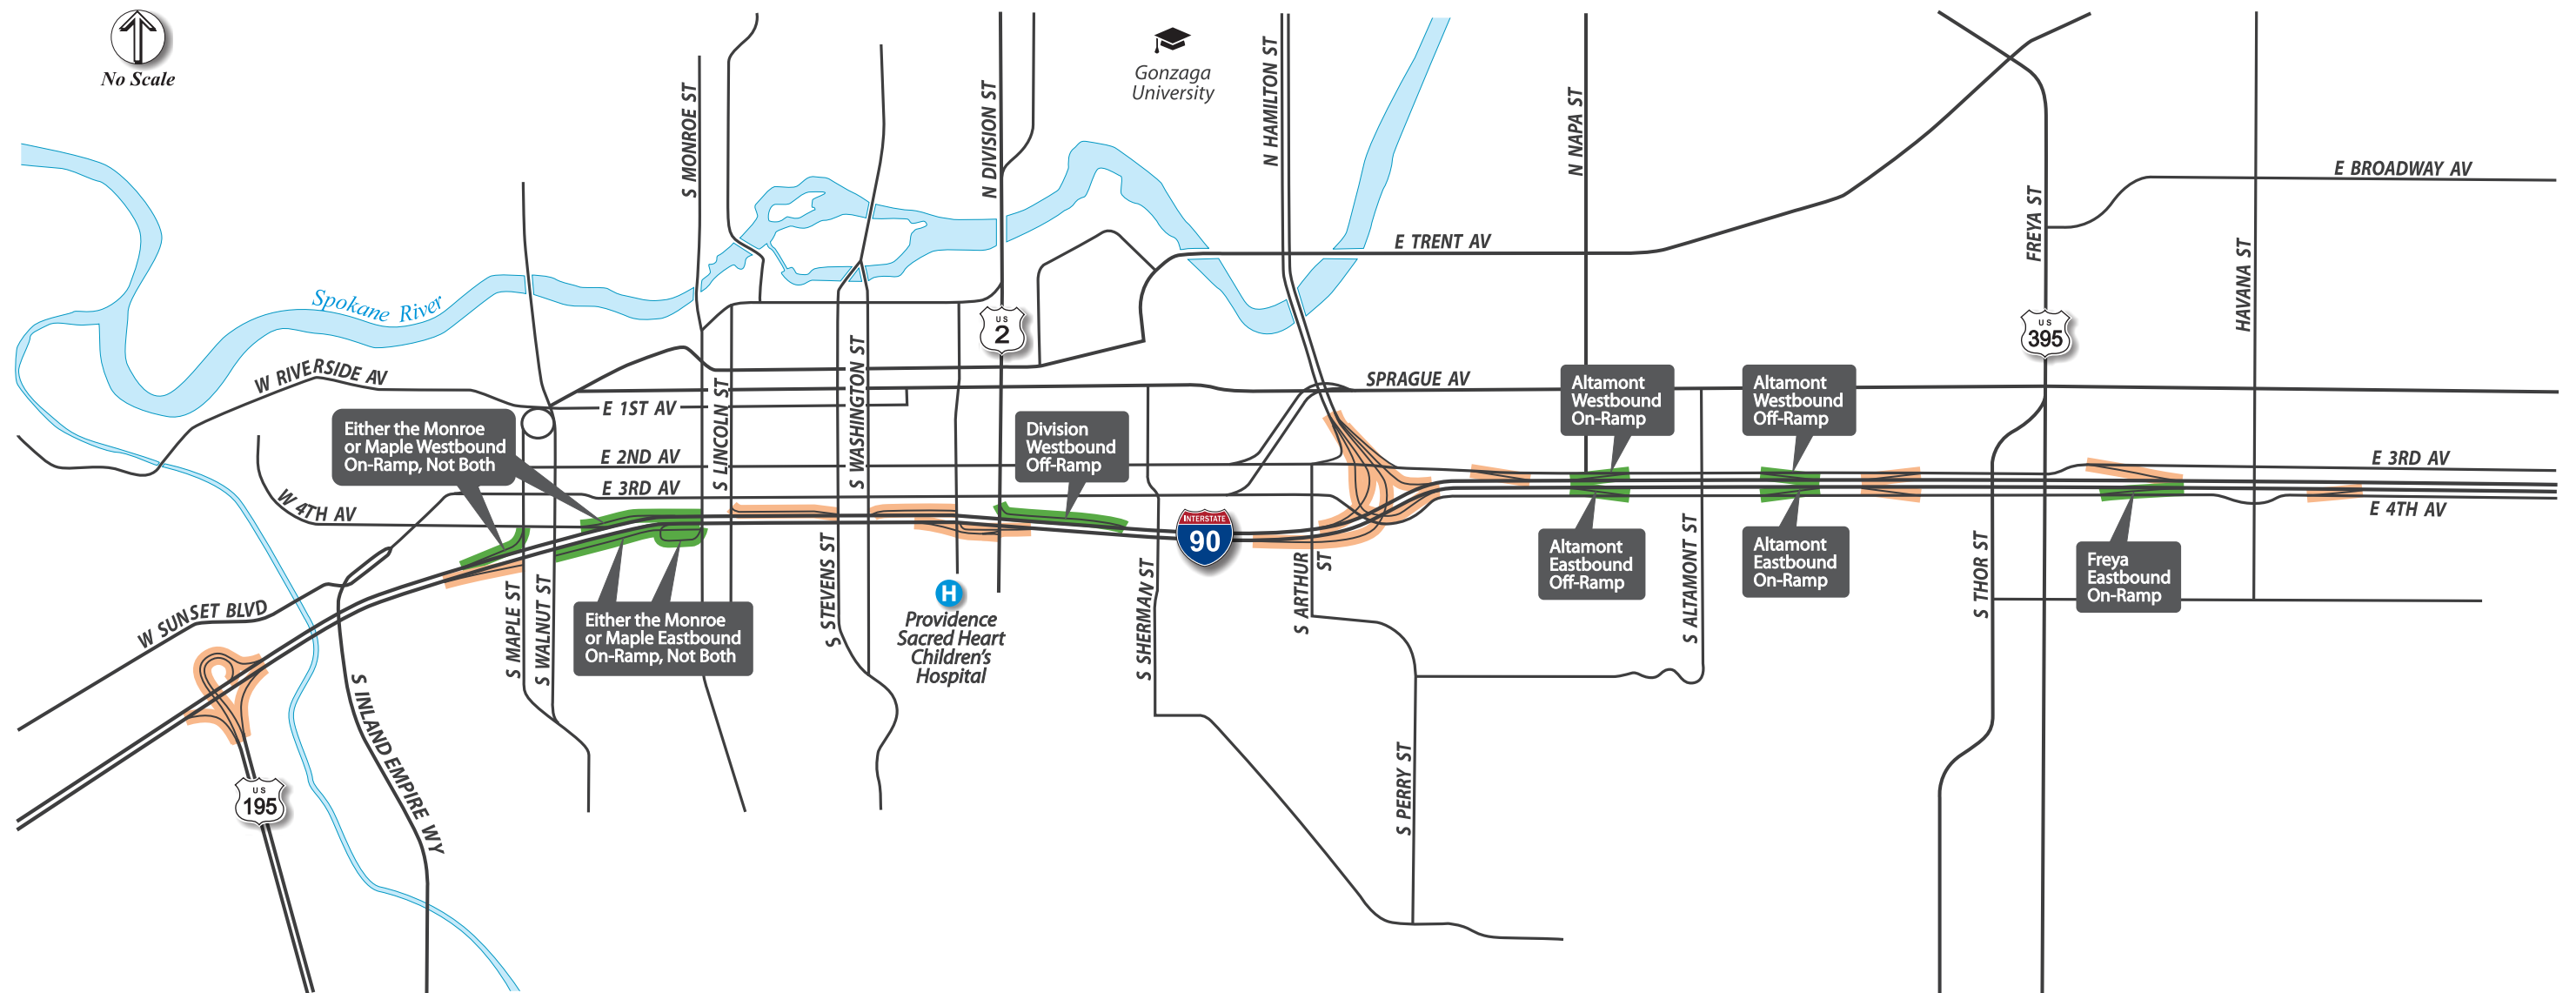 No Scale
Gonzaga
University
S MONROE ST
N DIVISION ST
N HAMILTON ST
N NAPA ST
E BROADWAY AV
FREYA ST
E TRENT AV
HAVANA ST
Spokane River
US
2
US
395
W RIVERSIDE AV
SPRAGUE AV
E 1ST AV
S LINCOLN ST
S WASHINGTON ST
Either the Monroe
or Maple Westbound
On-Ramp, Not Both
Division
Westbound
Off-Ramp
Altamont
Westbound
On-Ramp
Altamont
Westbound
Off-Ramp
E 2ND AV
E 3RD AV
E 3RD AV
W 4TH AV
E 4TH AV
INTERSTATE
90
Altamont
Eastbound
Off-Ramp
Altamont
Eastbound
On-Ramp
Freya
Eastbound
On-Ramp
S ALTAMONT ST
S THOR ST
S ARTHUR
ST
S SHERMAN ST
S STEVENS ST
S MAPLE ST
S WALNUT ST
W SUNSET BLVD
H
Providence
Sacred Heart
Children's
Hospital
Either the Monroe
or Maple Eastbound
On-Ramp, Not Both
S INLAND EMPIRE WY
S PERRY ST
US
195